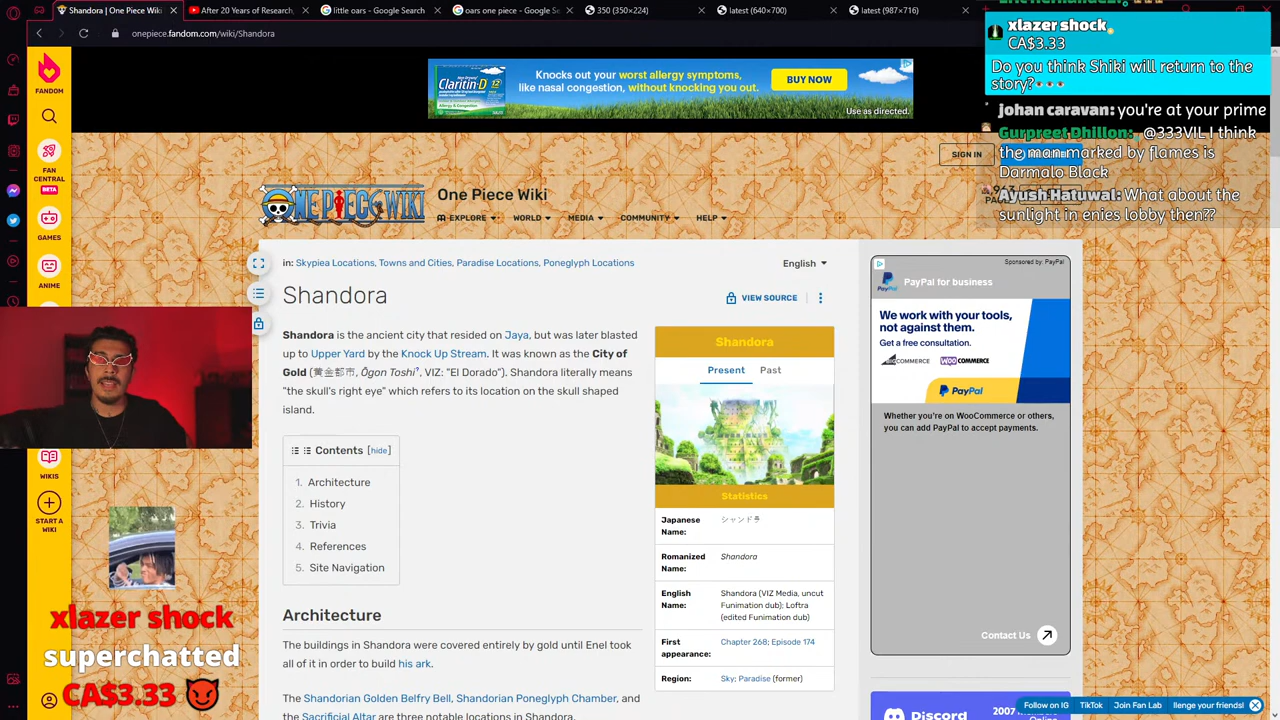 Shandora | One Piece Wiki
After 20 Years of Research,
little oars - Google Search
oars one piece - Google Se
350 (350×224)
latest (640×700)
latest (987×716)
onepiece.fandom.com/wiki/Shandora
FANDOM
FAN CENTRAL
BETA
GAMES
ANIME
WIKIS
START A WIKI
Claritin-D 12
Knocks out your worst allergy symptoms,
like nasal congestion, without knocking you out.
BUY NOW
Use as directed.
SIGN IN
ONE PIECE WIKI
One Piece Wiki
EXPLORE
WORLD
MEDIA
COMMUNITY
HELP
in: Skypiea Locations, Towns and Cities, Paradise Locations, Poneglyph Locations
English
Shandora
VIEW SOURCE
Shandora is the ancient city that resided on Jaya, but was later blasted
up to Upper Yard by the Knock Up Stream. It was known as the City of
Gold (黄金都市, Ōgon Toshi?, VIZ: "El Dorado"). Shandora literally means
"the skull's right eye" which refers to its location on the skull shaped
island.
Contents [hide]
1. Architecture
2. History
3. Trivia
4. References
5. Site Navigation
Architecture
The buildings in Shandora were covered entirely by gold until Enel took
all of it in order to build his ark.
The Shandorian Golden Belfry Bell, Shandorian Poneglyph Chamber, and
the Sacrificial Altar are three notable locations in Shandora.
Shandora
Present
Past
Statistics
Japanese Name:
シャンドラ
Romanized Name:
Shandora
English Name:
Shandora (VIZ Media, uncut
Funimation dub); Loftra
(edited Funimation dub)
First appearance:
Chapter 268; Episode 174
Region:
Sky; Paradise (former)
Sponsored by: PayPal
PayPal
PayPal for business
We work with your tools,
not against them.
Get a free consultation.
BIGCOMMERCE
WOO COMMERCE
PayPal
Whether you're on WooCommerce or others,
you can add PayPal to accept payments.
Contact Us
Discord
2007 Members
Online
Follow on IG
TikTok
Join Fan Lab
llenge your friends!
xlazer shock
CA$3.33
Do you think Shiki will return to the
story?
johan caravan: you're at your prime
Gurpreet Dhillon: @333VIL I think
the man marked by flames is
Darmalo Black
Ayush Hatuwal: What about the
sunlight in enies lobby then??
xlazer shock
superchatted
CA$3.33